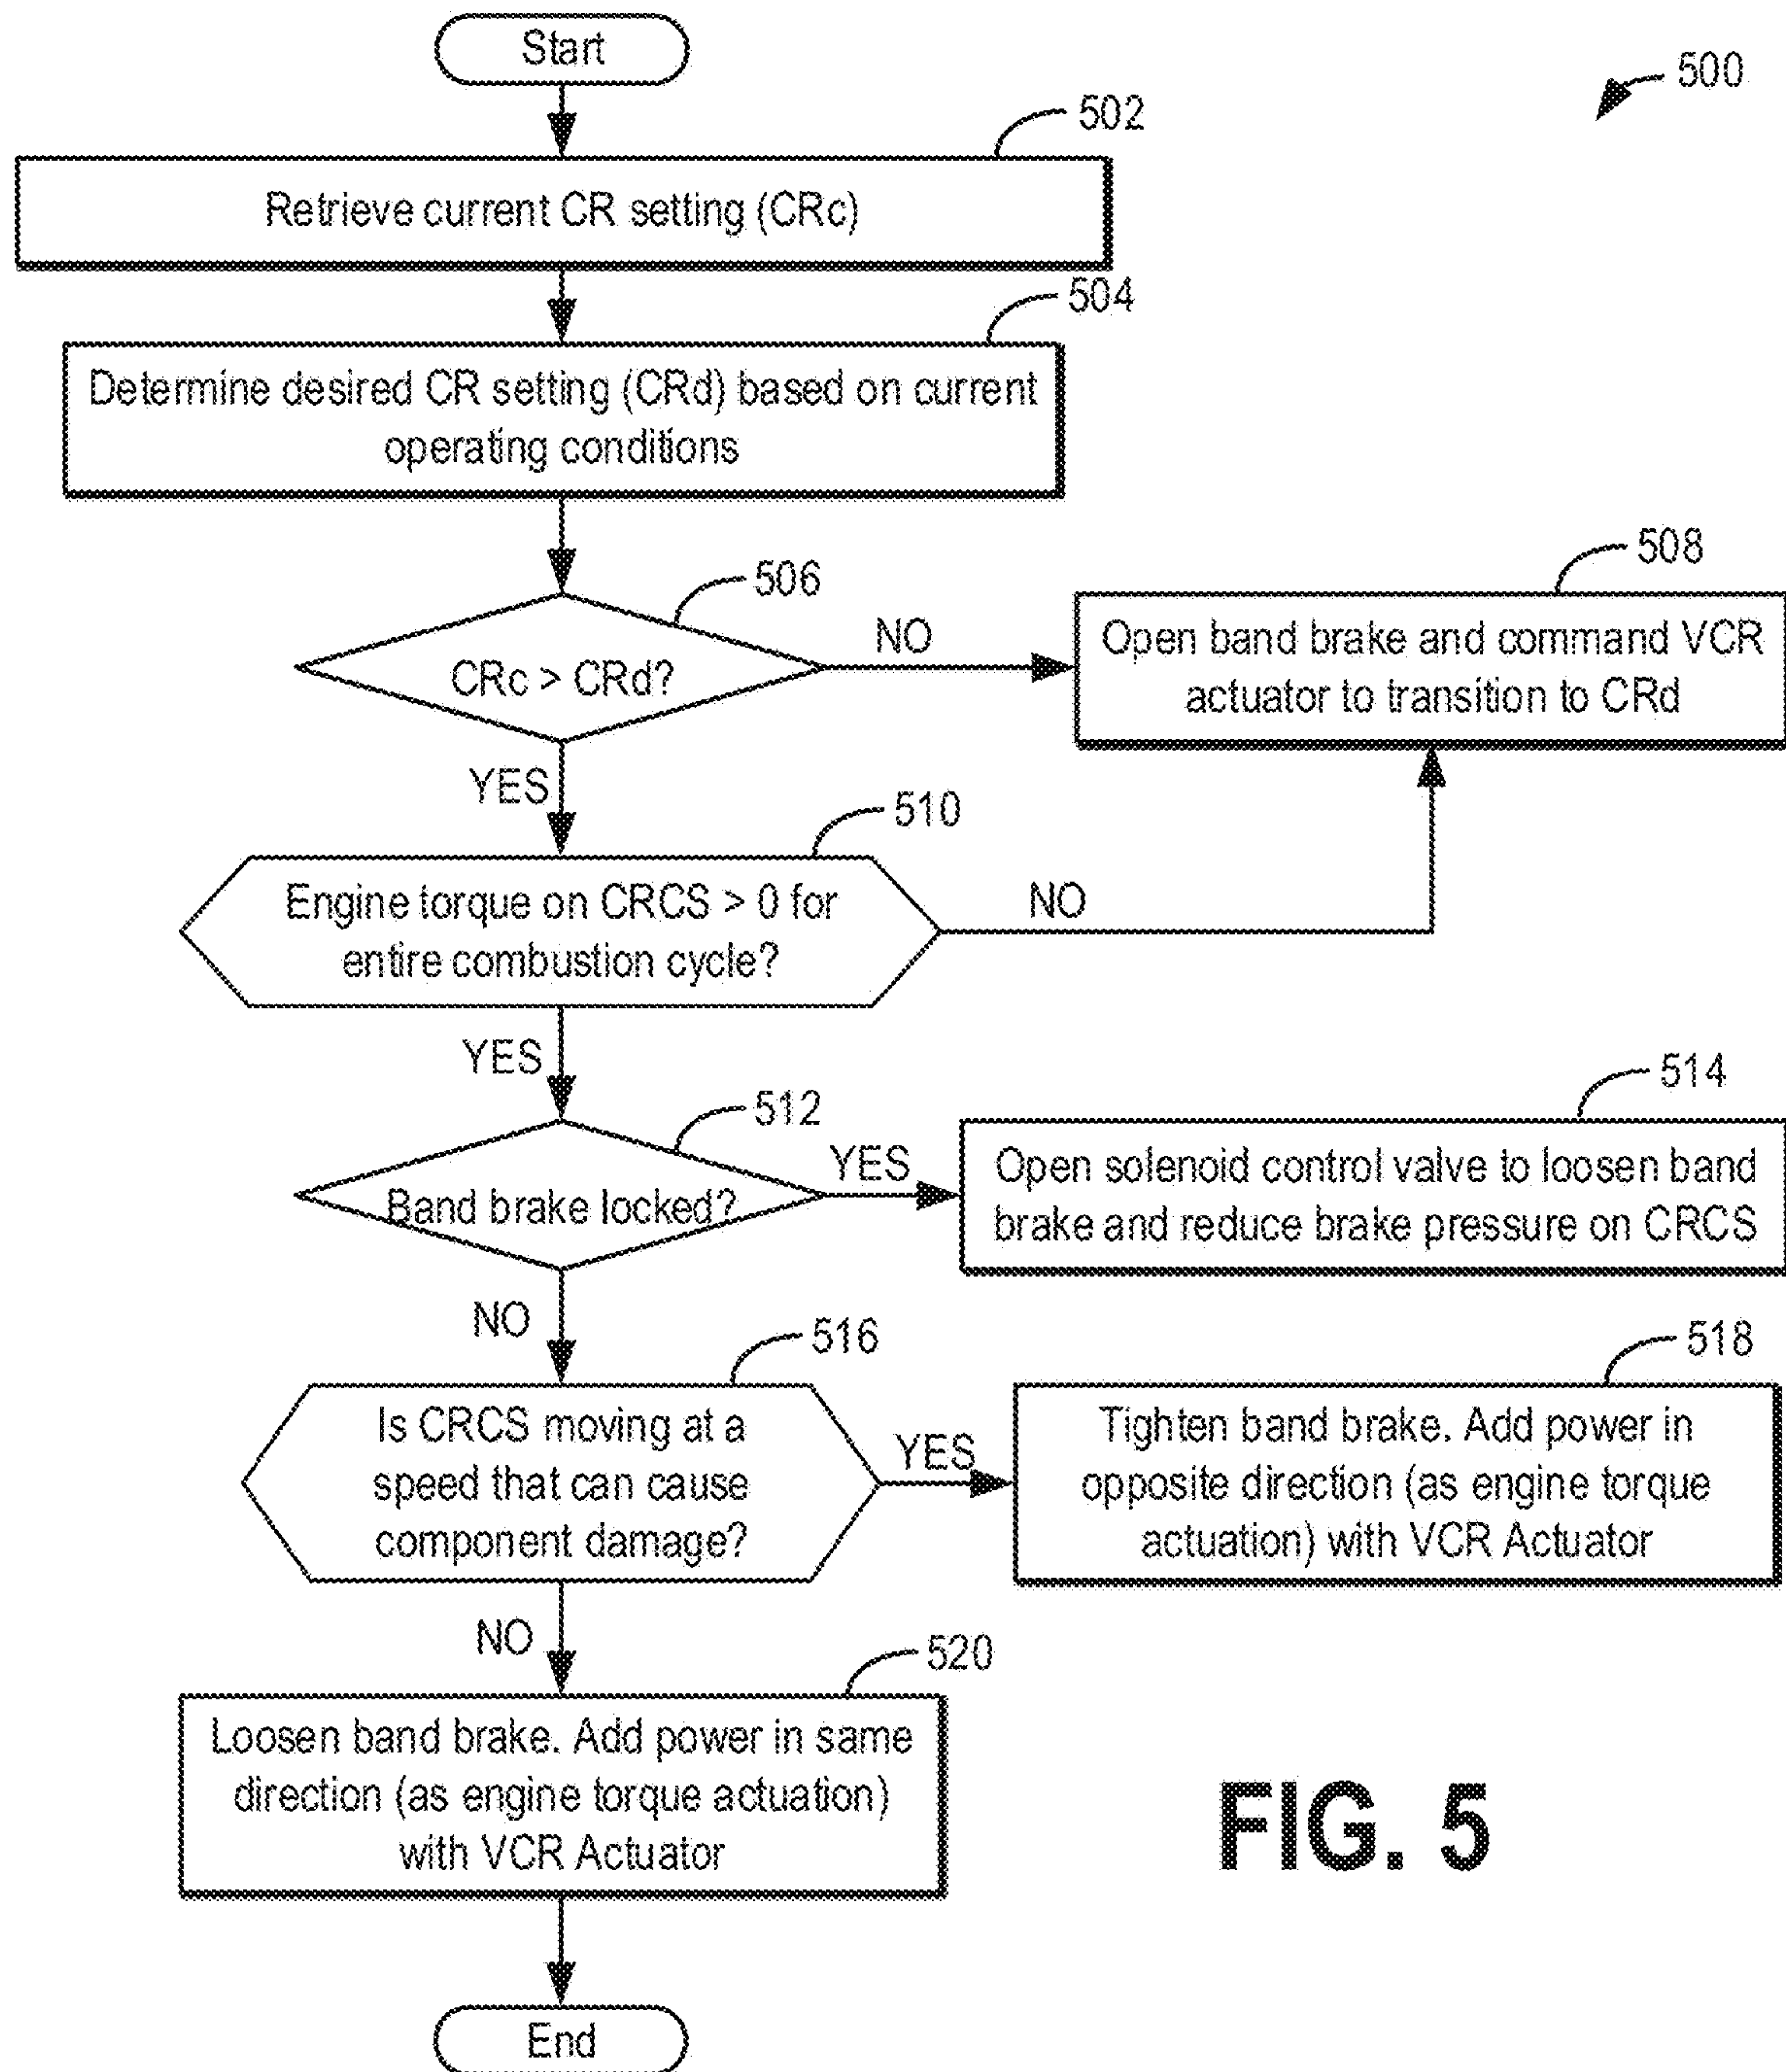 Start
500
502
Retrieve current CR setting (CRc)
504
Determine desired CR setting (CRd) based on current
operating conditions
506
CRc > CRd?
NO
508
Open band brake and command VCR
actuator to transition to CRd
YES
510
Engine torque on CRCS > 0 for
entire combustion cycle?
NO
YES
512
Band brake locked?
YES
514
Open solenoid control valve to loosen band
brake and reduce brake pressure on CRCS
NO
516
Is CRCS moving at a
speed that can cause
component damage?
YES
518
Tighten band brake. Add power in
opposite direction (as engine torque
actuation) with VCR Actuator
NO
520
Loosen band brake. Add power in same
direction (as engine torque actuation)
with VCR Actuator
End
FIG. 5